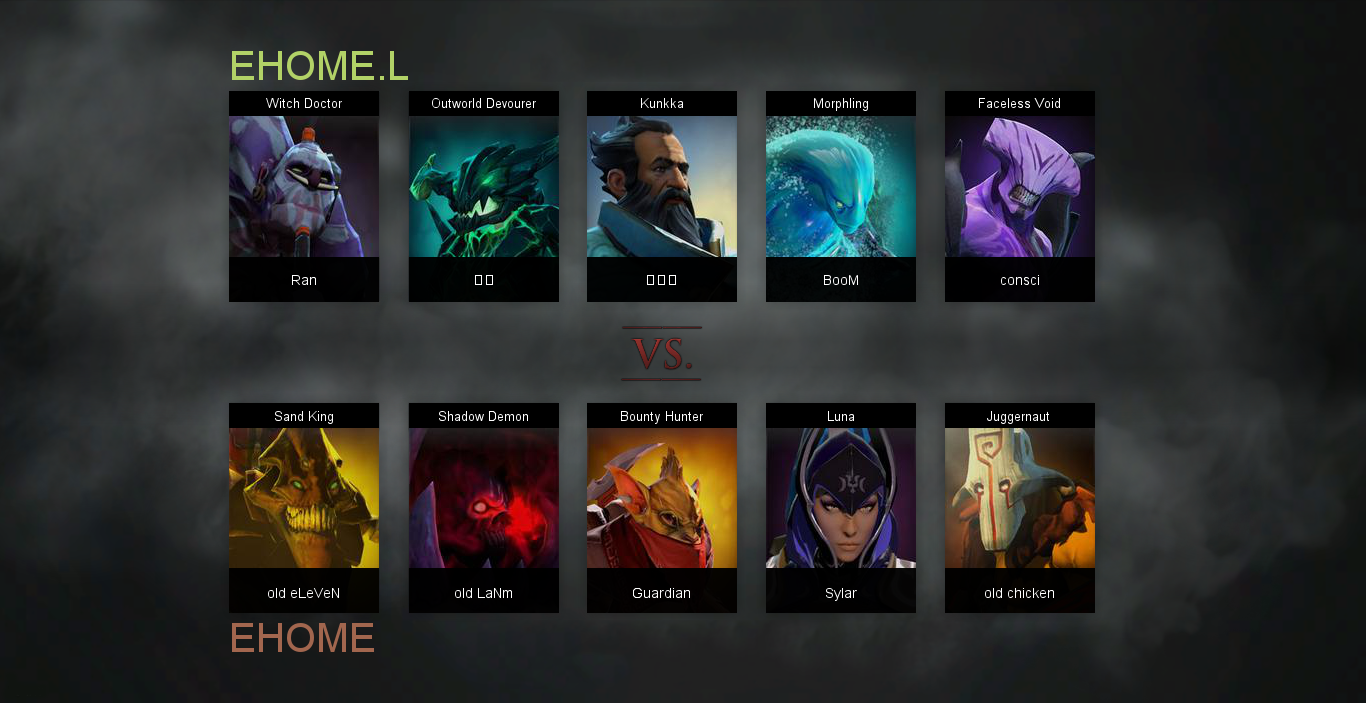 EHOME.L
Witch Doctor Outworld Devourer Kunkka Morphling Faceless Void
Ran BooM consci
VS.
Sand King Shadow Demon Bounty Hunter Luna Juggernaut
old eLeVeN old LaNm Guardian Sylar old chicken
EHOME